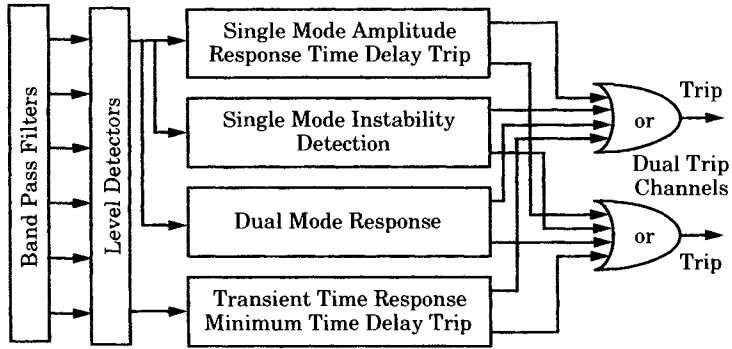 Band Pass Filters
Level Detectors
Single Mode Amplitude
Response Time Delay Trip
Single Mode Instability
Detection
Dual Mode Response
Transient Time Response
Minimum Time Delay Trip
or
Trip
Dual Trip
Channels
or
Trip